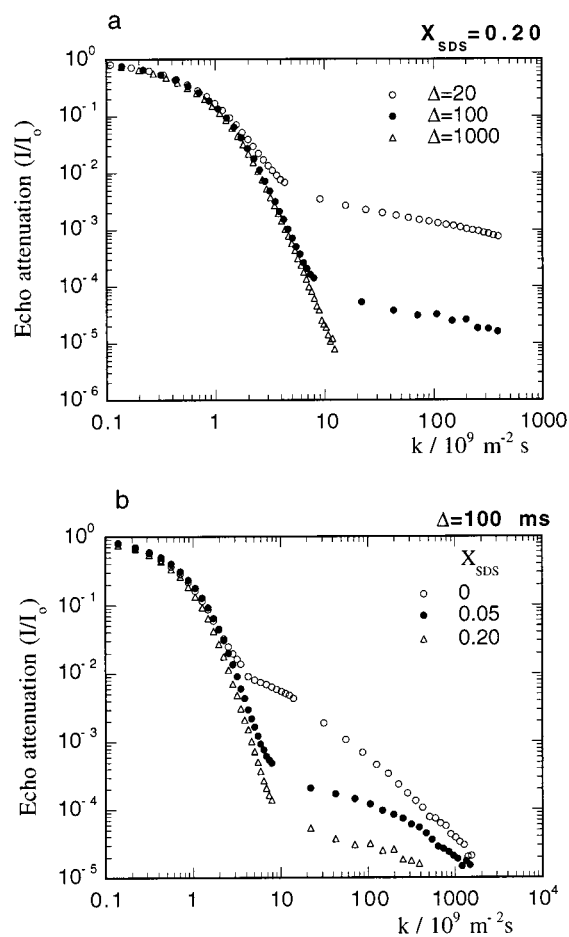 a
X_SDS=0.20
Echo attenuation (I/I_o)
10^0
10^-1
10^-2
10^-3
10^-4
10^-5
10^-6
Δ=20
Δ=100
Δ=1000
0.1
1
10
100
1000
k / 10^9 m^-2 s
b
Δ=100 ms
Echo attenuation (I/I_o)
10^0
10^-1
10^-2
10^-3
10^-4
10^-5
X_SDS
0
0.05
0.20
0.1
1
10
100
1000
10^4
k / 10^9 m^-2 s